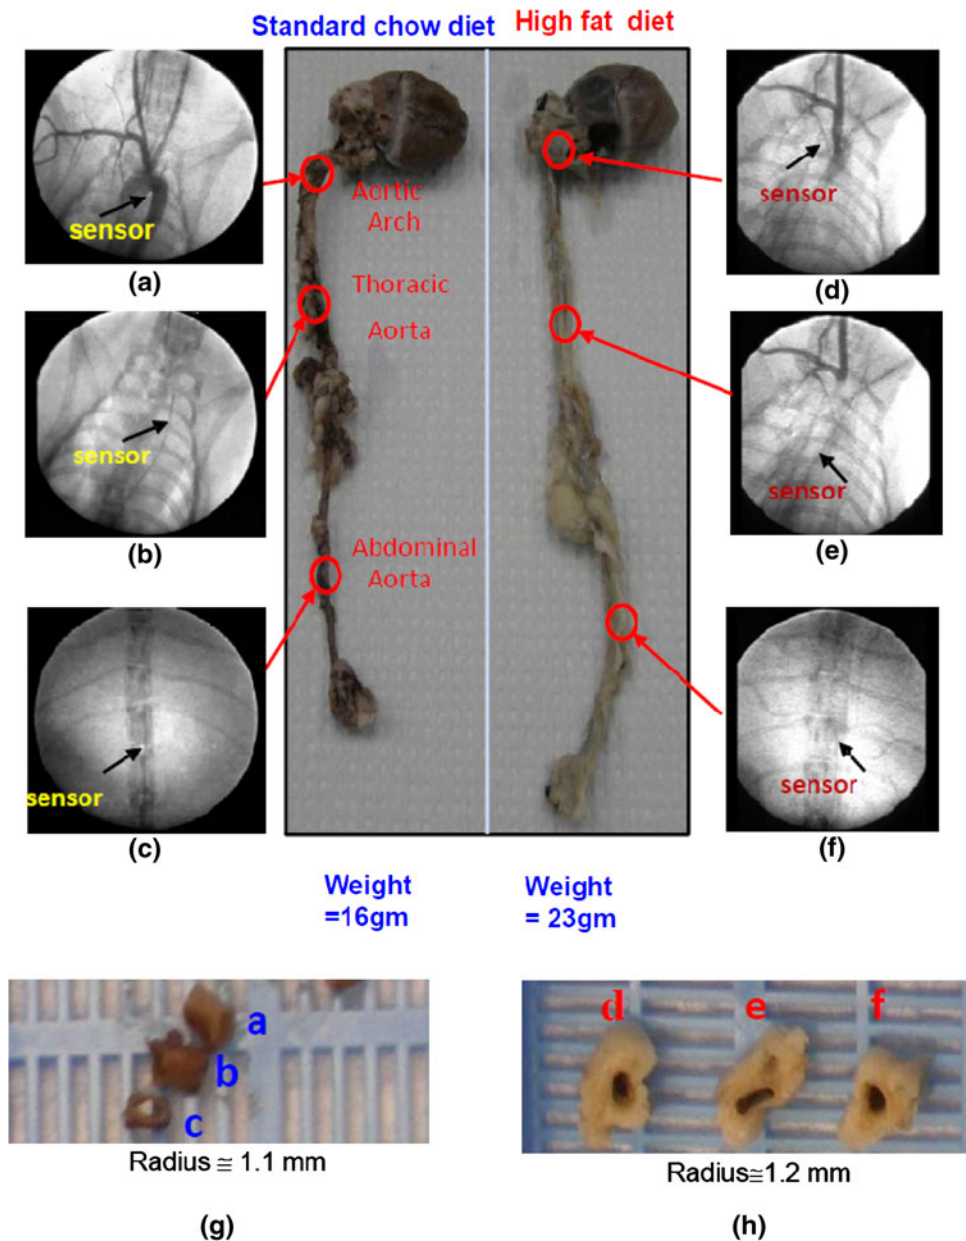 Standard chow diet
High fat diet
sensor
(a)
sensor
(b)
sensor
(c)
Aortic
Arch
Thoracic
Aorta
Abdominal
Aorta
sensor
(d)
sensor
(e)
sensor
(f)
Weight
=16gm
Weight
= 23gm
a
b
c
Radius ≅ 1.1 mm
(g)
d
e
f
Radius≅1.2 mm
(h)